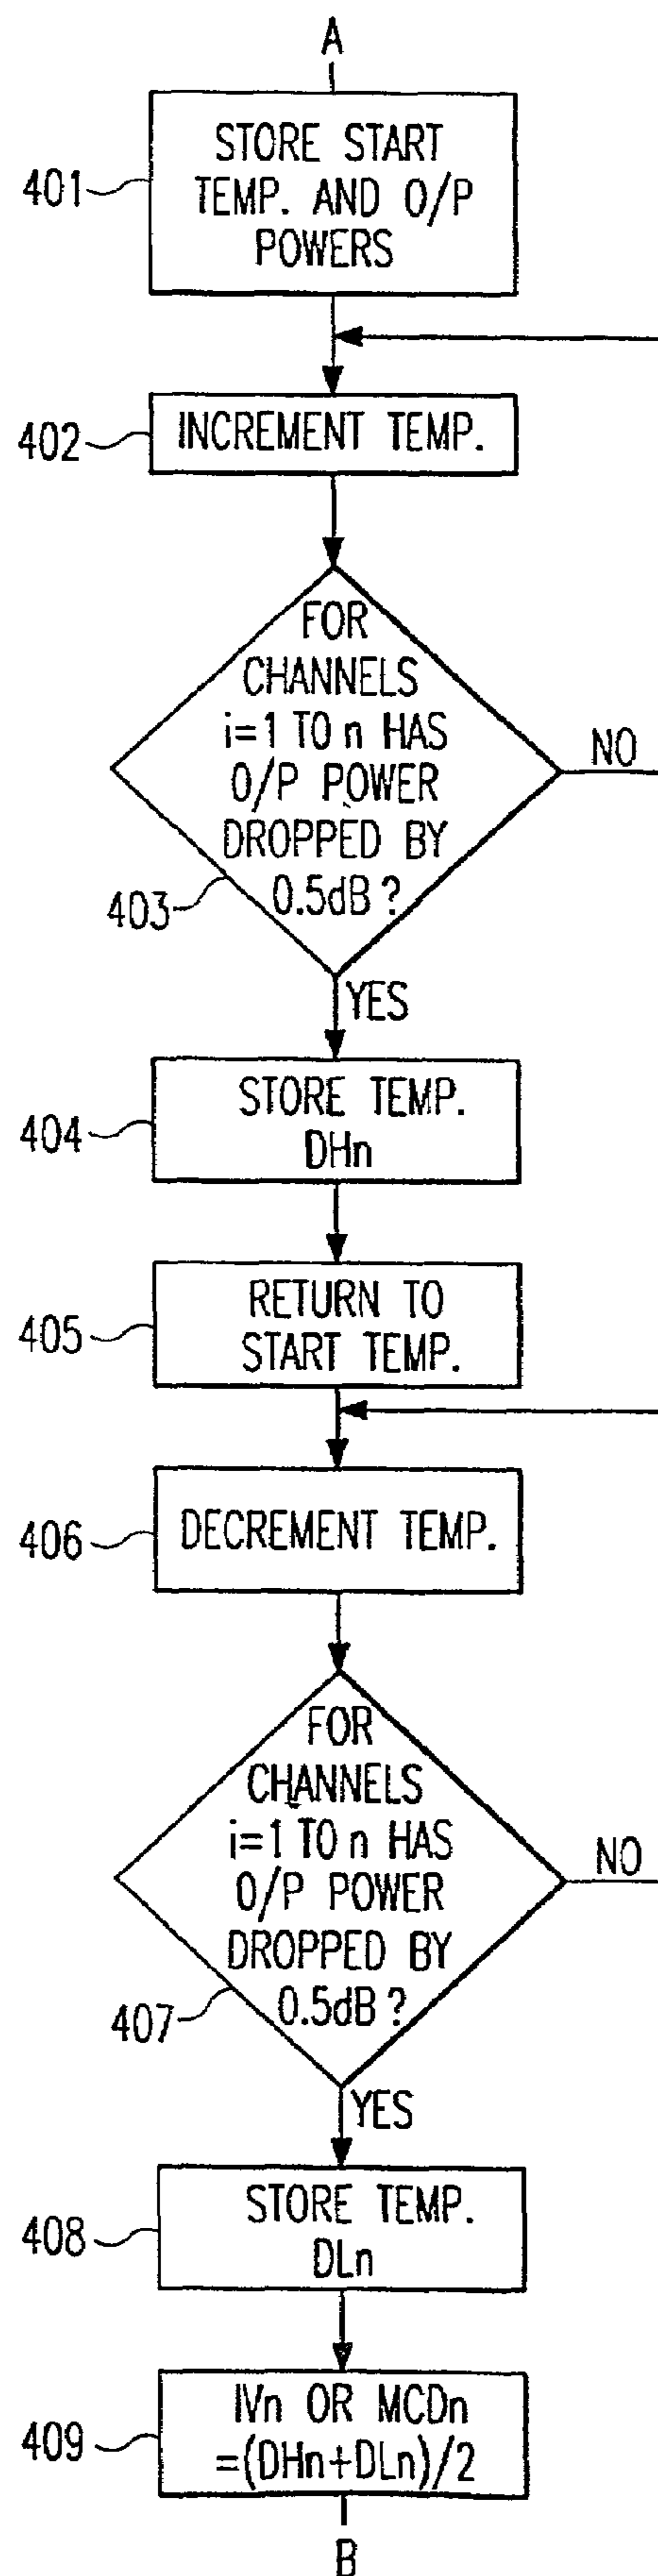 A
401
STORE START
TEMP. AND O/P
POWERS
402
INCREMENT TEMP.
FOR
CHANNELS
i=1 TO n HAS
O/P POWER
DROPPED BY
0.5dB?
403
NO
YES
404
STORE TEMP.
DHn
405
RETURN TO
START TEMP.
406
DECREMENT TEMP.
FOR
CHANNELS
i=1 TO n HAS
O/P POWER
DROPPED BY
0.5dB?
407
NO
YES
408
STORE TEMP.
DLn
409
IVn OR MCDn
=(DHn+DLn)/2
B